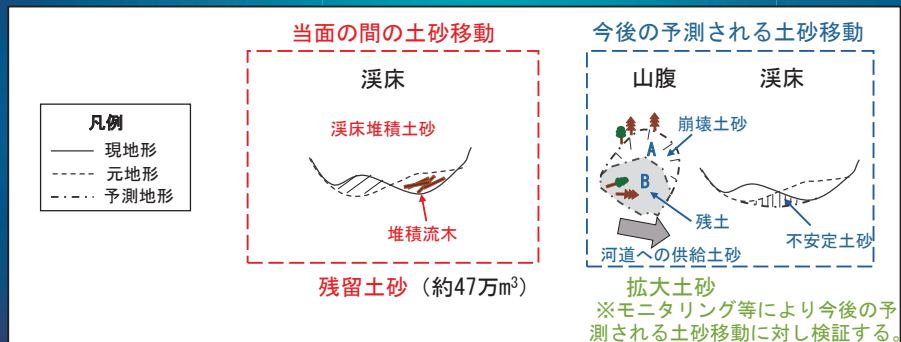 当面の間の土砂移動
今後の予測される土砂移動
凡例
現地形
元地形
予測地形
渓床
渓床堆積土砂
堆積流木
残留土砂（約47万m³）
山腹
渓床
崩壊土砂
A
B
残土
不安定土砂
河道への供給土砂
拡大土砂
※モニタリング等により今後の予
測される土砂移動に対し検証する。